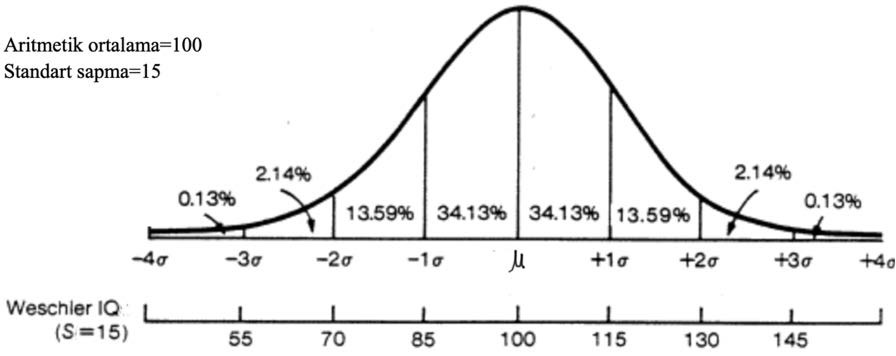 Aritmetik ortalama=100
Standart sapma=15
0.13% 2.14% 13.59% 34.13% 34.13% 13.59% 2.14% 0.13%
-4σ -3σ -2σ -1σ μ +1σ +2σ +3σ +4σ
Weschler IQ
(S=15)
55 70 85 100 115 130 145